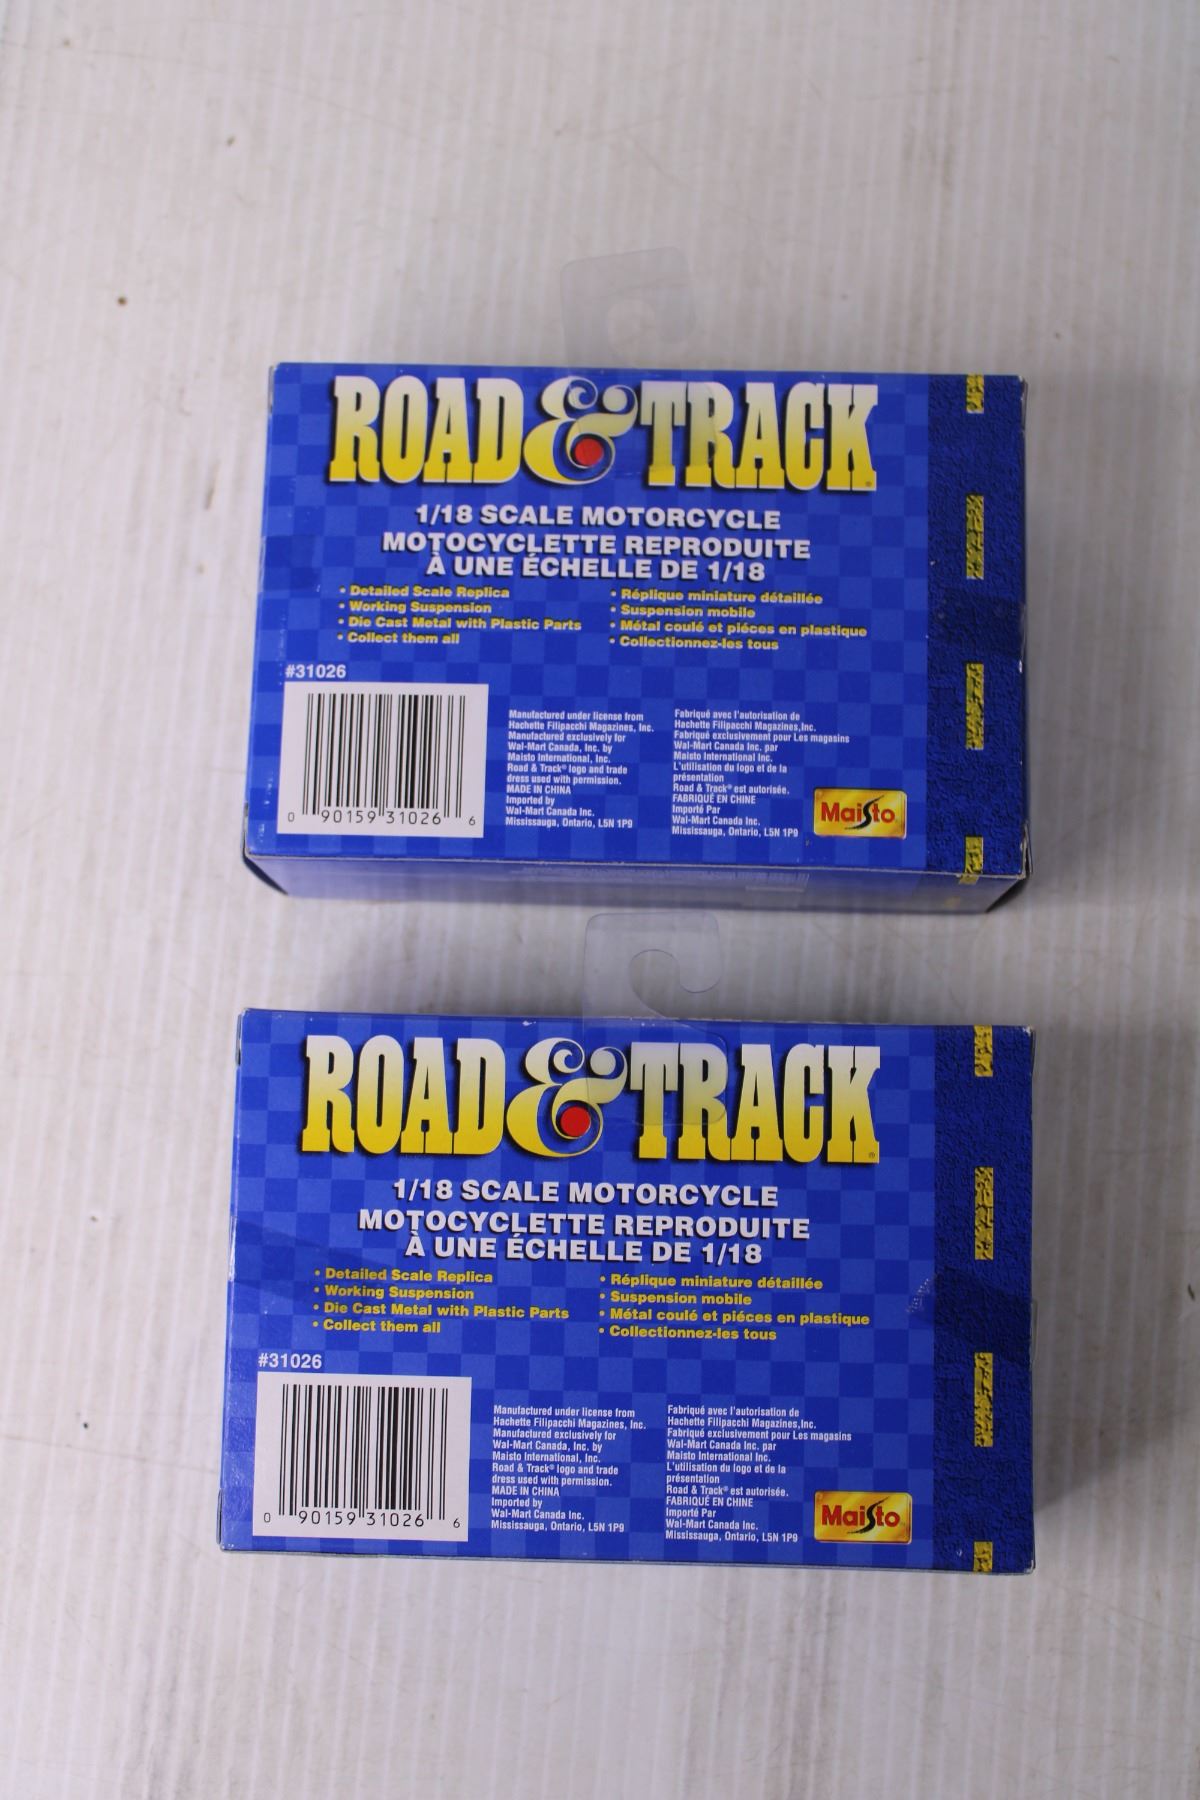 ROAD & TRACK®
1/18 SCALE MOTORCYCLE
MOTOCYCLETTE REPRODUITE
À UNE ÉCHELLE DE 1/18
• Detailed Scale Replica
• Working Suspension
• Die Cast Metal with Plastic Parts
• Collect them all
• Réplique miniature détaillée
• Suspension mobile
• Métal coulé et piéces en plastique
• Collectionnez-les tous
#31026
0 90159 31026 6
Manufactured under license from
Hachette Filipacchi Magazines, Inc.
Manufactured exclusively for
Wal-Mart Canada, Inc. by
Maisto International, Inc.
Road & Track® logo and trade
dress used with permission.
MADE IN CHINA
Imported by
Wal-Mart Canada Inc.
Mississauga, Ontario, L5N 1P9
Fabriqué avec l'autorisation de
Hachette Filipacchi Magazines,Inc.
Fabriqué exclusivement pour Les magasins
Wal-Mart Canada Inc. par
Maisto International Inc.
L'utilisation du logo et de la
présentation
Road & Track® est autorisée.
FABRIQUÉ EN CHINE
Importé Par
Wal-Mart Canada Inc.
Mississauga, Ontario, L5N 1P9
Maisto
ROAD & TRACK®
1/18 SCALE MOTORCYCLE
MOTOCYCLETTE REPRODUITE
À UNE ÉCHELLE DE 1/18
• Detailed Scale Replica
• Working Suspension
• Die Cast Metal with Plastic Parts
• Collect them all
• Réplique miniature détaillée
• Suspension mobile
• Métal coulé et piéces en plastique
• Collectionnez-les tous
#31026
0 90159 31026 6
Manufactured under license from
Hachette Filipacchi Magazines, Inc.
Manufactured exclusively for
Wal-Mart Canada, Inc. by
Maisto International, Inc.
Road & Track® logo and trade
dress used with permission.
MADE IN CHINA
Imported by
Wal-Mart Canada Inc.
Mississauga, Ontario, L5N 1P9
Fabriqué avec l'autorisation de
Hachette Filipacchi Magazines,Inc.
Fabriqué exclusivement pour Les magasins
Wal-Mart Canada Inc. par
Maisto International Inc.
L'utilisation du logo et de la
présentation
Road & Track® est autorisée.
FABRIQUÉ EN CHINE
Importé Par
Wal-Mart Canada Inc.
Mississauga, Ontario, L5N 1P9
Maisto